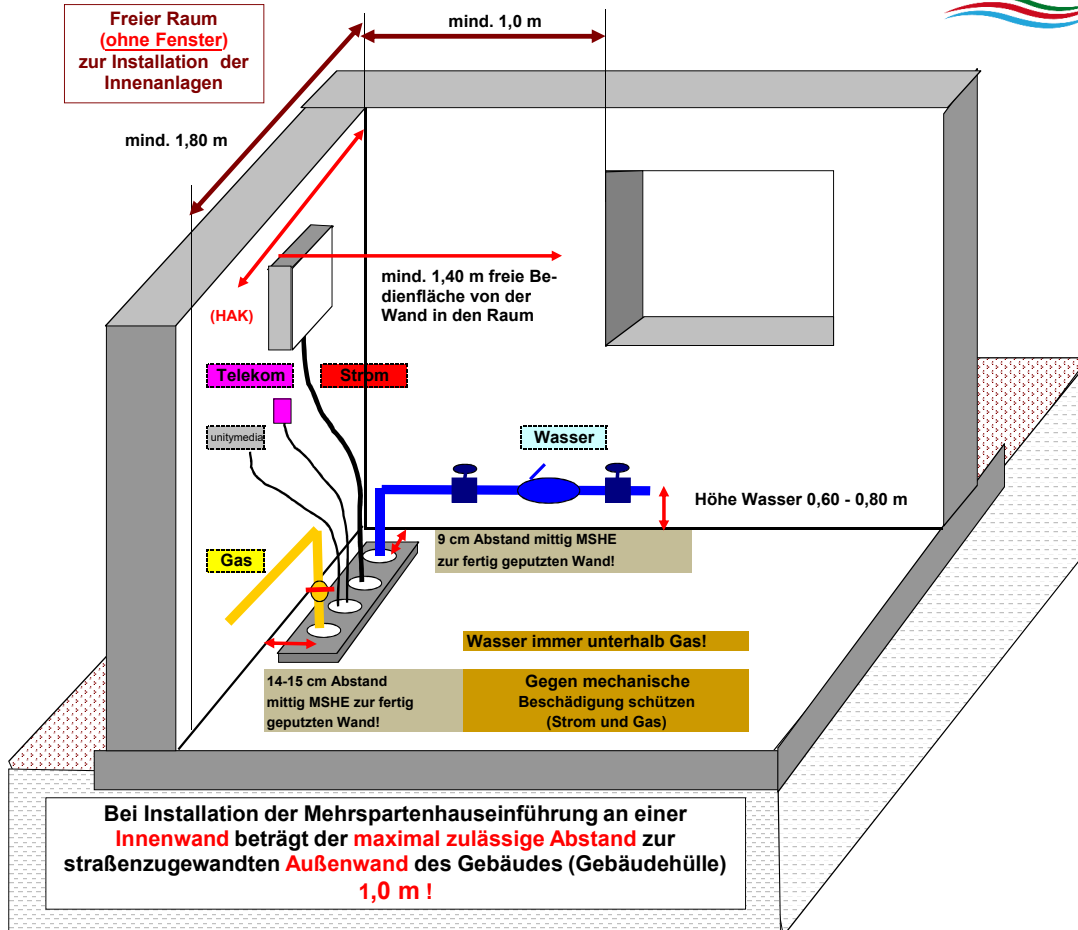 Freier Raum
(ohne Fenster)
zur Installation der
Innenanlagen
mind. 1,0 m
mind. 1,80 m
mind. 1,40 m freie Be-
dienfläche von der
Wand in den Raum
(HAK)
Telekom
Strom
unitymedia
Wasser
Höhe Wasser 0,60 - 0,80 m
9 cm Abstand mittig MSHE
zur fertig geputzten Wand!
Gas
Wasser immer unterhalb Gas!
14-15 cm Abstand
mittig MSHE zur fertig
geputzten Wand!
Gegen mechanische
Beschädigung schützen
(Strom und Gas)
Bei Installation der Mehrspartenhauseinführung an einer
Innenwand beträgt der maximal zulässige Abstand zur
straßenzugewandten Außenwand des Gebäudes (Gebäudehülle)
1,0 m !